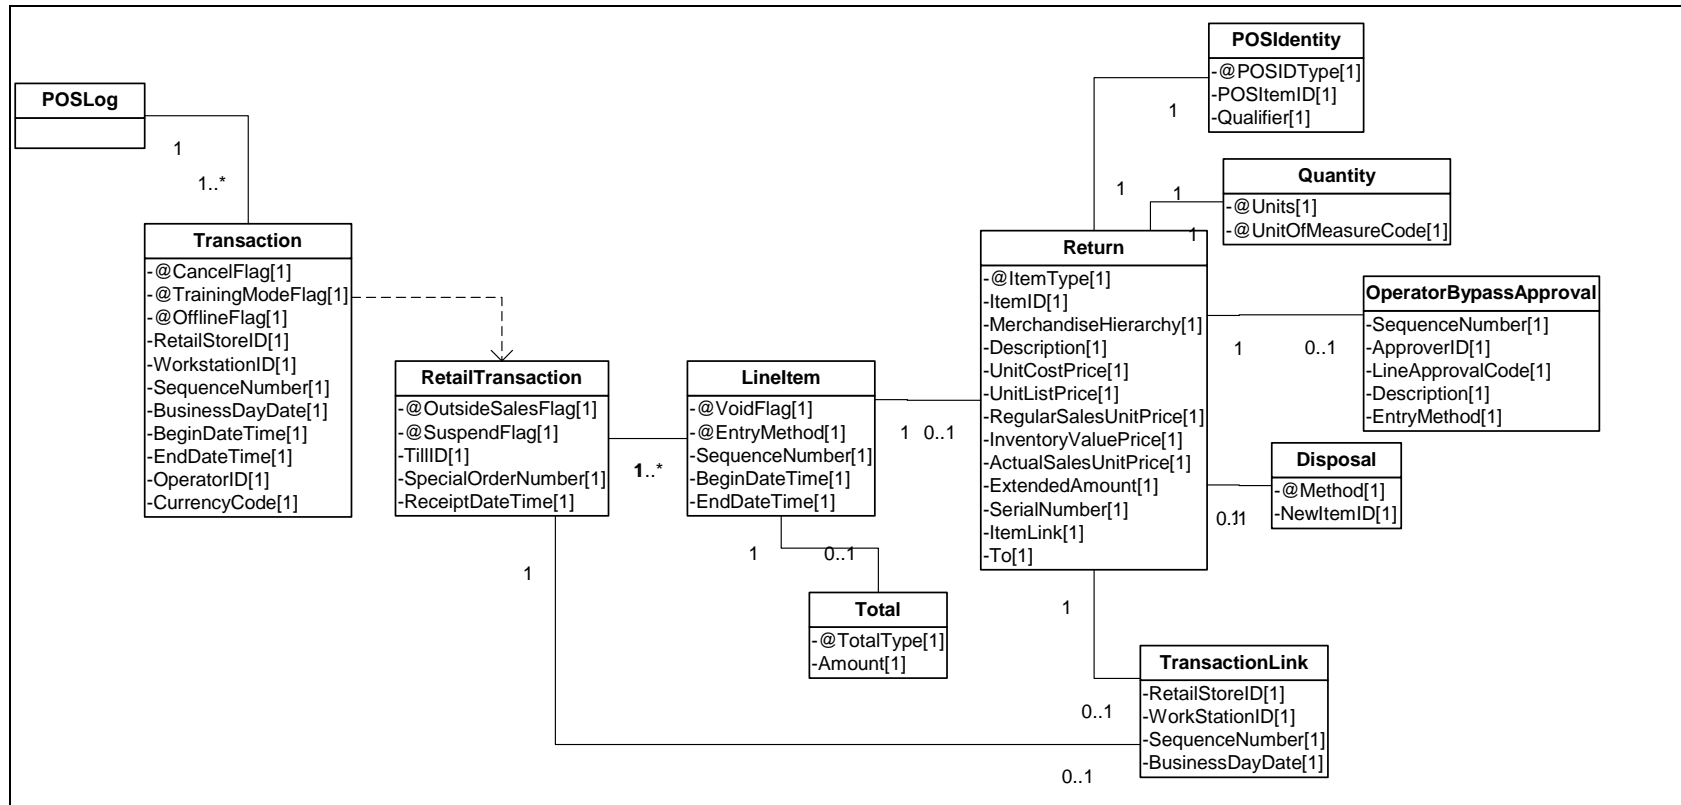 POSLog
1
1..*
Transaction
-@CancelFlag[1]
-@TrainingModeFlag[1]
-@OfflineFlag[1]
-RetailStoreID[1]
-WorkstationID[1]
-SequenceNumber[1]
-BusinessDayDate[1]
-BeginDateTime[1]
-EndDateTime[1]
-OperatorID[1]
-CurrencyCode[1]
RetailTransaction
-@OutsideSalesFlag[1]
-@SuspendFlag[1]
-TillID[1]
-SpecialOrderNumber[1]
-ReceiptDateTime[1]
1..*
1
LineItem
-@VoidFlag[1]
-@EntryMethod[1]
-SequenceNumber[1]
-BeginDateTime[1]
-EndDateTime[1]
1
0..1
1
0..1
Total
-@TotalType[1]
-Amount[1]
Return
-@ItemType[1]
-ItemID[1]
-MerchandiseHierarchy[1]
-Description[1]
-UnitCostPrice[1]
-UnitListPrice[1]
-RegularSalesUnitPrice[1]
-InventoryValuePrice[1]
-ActualSalesUnitPrice[1]
-ExtendedAmount[1]
-SerialNumber[1]
-ItemLink[1]
-To[1]
POSIdentity
-@POSIDType[1]
-POSItemID[1]
-Qualifier[1]
1
1
Quantity
-@Units[1]
-@UnitOfMeasureCode[1]
1
1
OperatorBypassApproval
-SequenceNumber[1]
-ApproverID[1]
-LineApprovalCode[1]
-Description[1]
-EntryMethod[1]
1
0..1
Disposal
-@Method[1]
-NewItemID[1]
TransactionLink
-RetailStoreID[1]
-WorkStationID[1]
-SequenceNumber[1]
-BusinessDayDate[1]
1
0..1
0..1